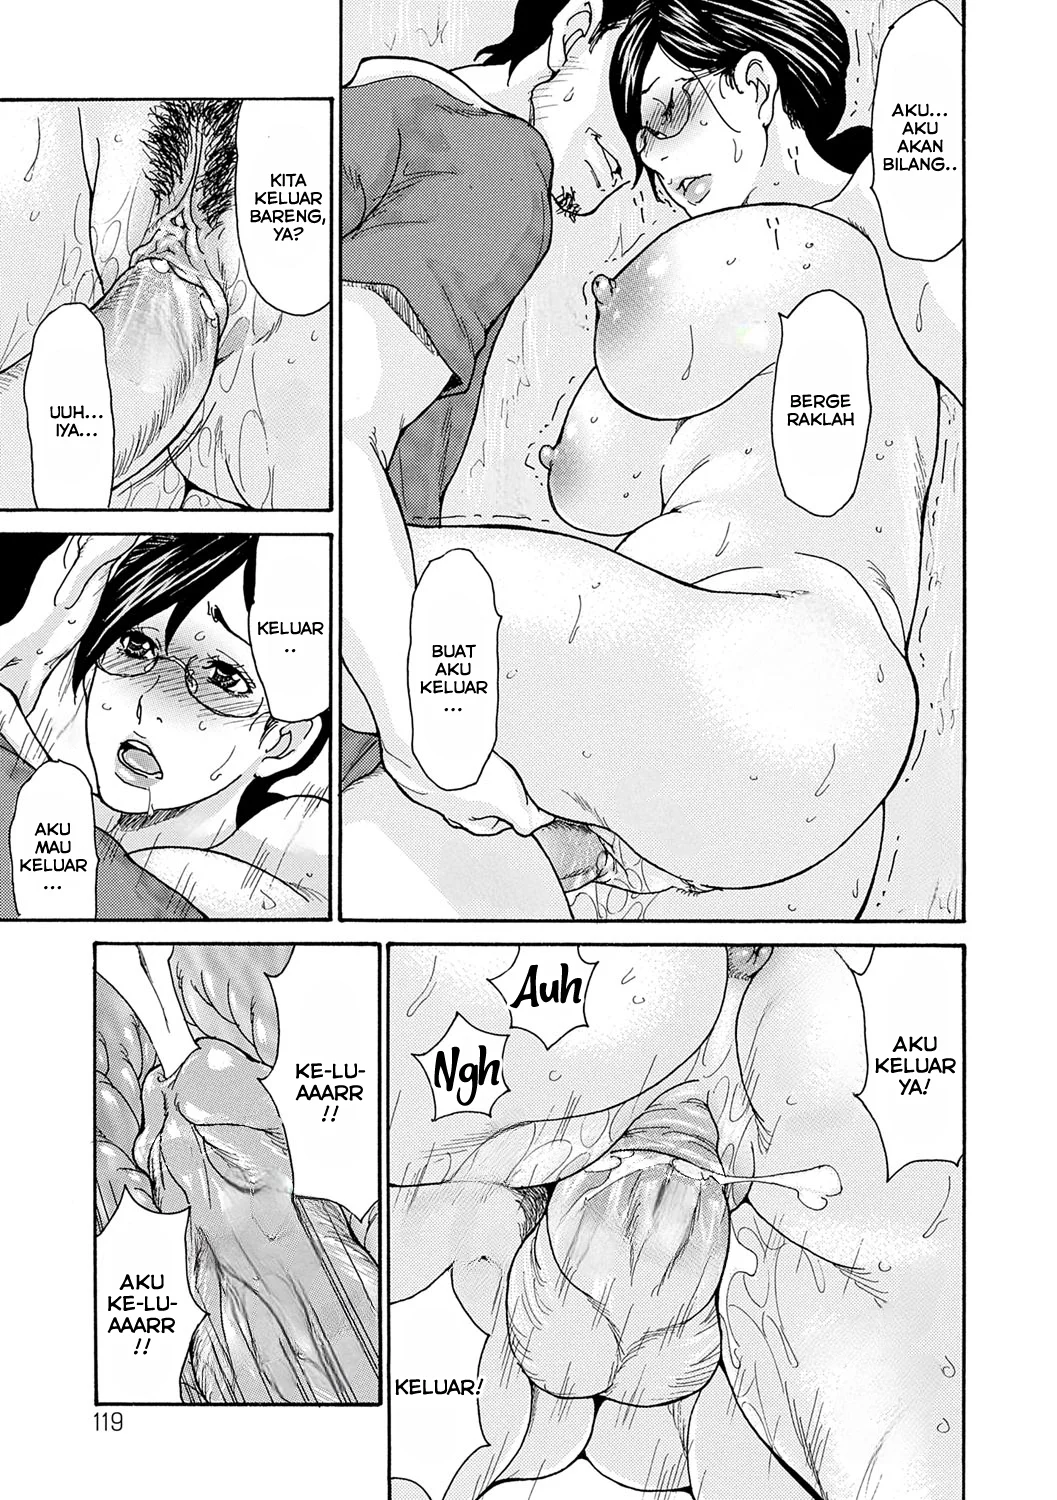 AKU...
AKU
AKAN
BILANG..
BERGE
RAKLAH
BUAT
AKU
KELUAR
...
KITA
KELUAR
BARENG,
YA?
UUH...
IYA...
KELUAR
..
AKU
MAU
KELUAR
...
AKU
KELUAR
YA!
Auh
Ngh
KELUAR!
KE-LU-
AAARR
!!
AKU
KE-LU-
AAARR
!!
119